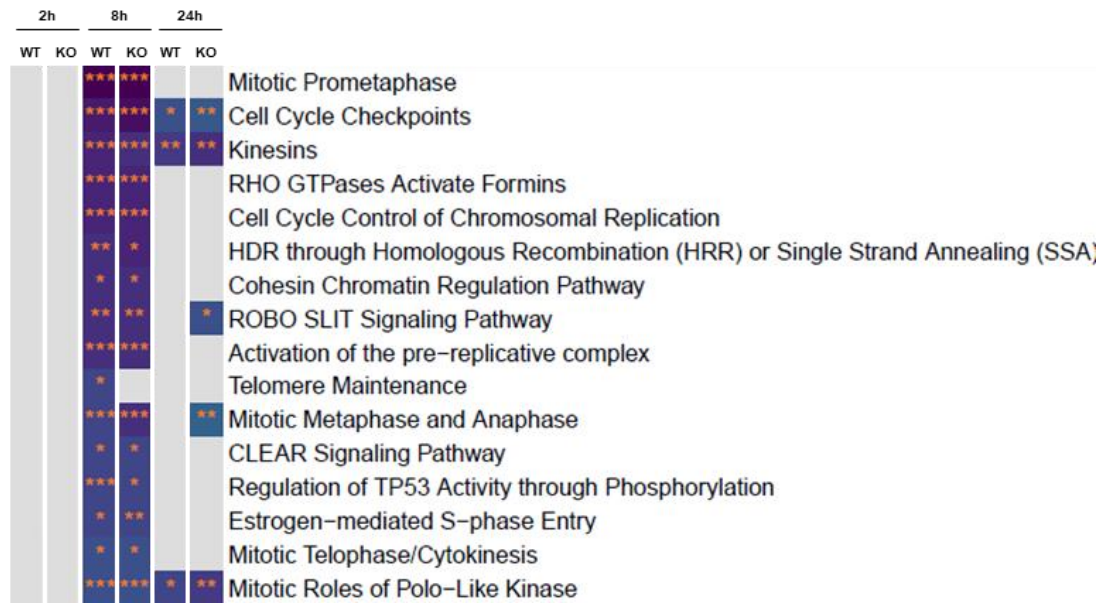 2h 8h 24h
WT KO WT KO WT KO
*** *** Mitotic Prometaphase
*** *** * ** Cell Cycle Checkpoints
*** *** ** ** Kinesins
*** *** RHO GTPases Activate Formins
*** *** Cell Cycle Control of Chromosomal Replication
** * HDR through Homologous Recombination (HRR) or Single Strand Annealing (SSA)
* * Cohesin Chromatin Regulation Pathway
** ** * ROBO SLIT Signaling Pathway
*** *** Activation of the pre−replicative complex
* Telomere Maintenance
*** *** ** Mitotic Metaphase and Anaphase
* * CLEAR Signaling Pathway
*** * Regulation of TP53 Activity through Phosphorylation
* ** Estrogen−mediated S−phase Entry
* * Mitotic Telophase/Cytokinesis
*** *** * ** Mitotic Roles of Polo−Like Kinase